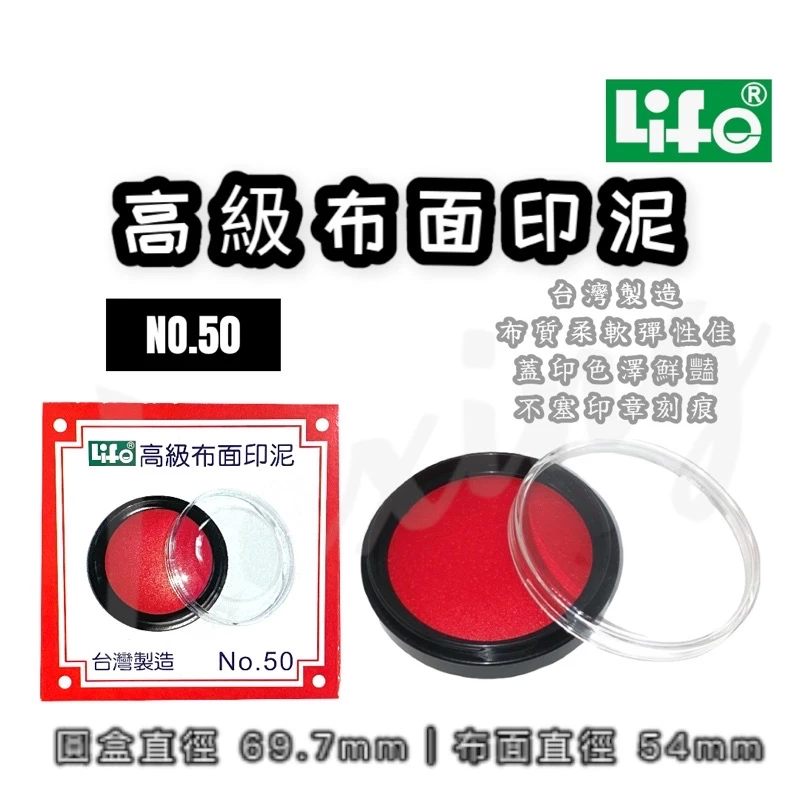 Life®
高級布面印泥
NO.50
台灣製造
布質柔軟彈性佳
蓋印色澤鮮豔
不塞印章刻痕
Life® 高級布面印泥
台灣製造 No.50
圓盒直徑 69.7mm | 布面直徑 54mm